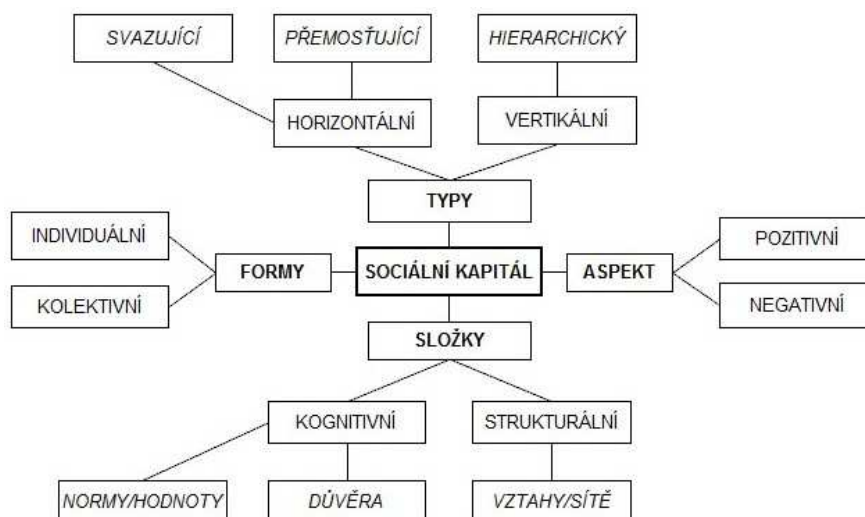 SVAZUJÍCÍ
PŘEMOSŤUJÍCÍ
HIERARCHICKÝ
HORIZONTÁLNÍ
VERTIKÁLNÍ
TYPY
INDIVIDUÁLNÍ
KOLEKTIVNÍ
FORMY
SOCIÁLNÍ KAPITÁL
ASPEKT
POZITIVNÍ
NEGATIVNÍ
SLOŽKY
KOGNITIVNÍ
STRUKTURÁLNÍ
NORMY/HODNOTY
DŮVĚRA
VZTAHY/SÍTĚ